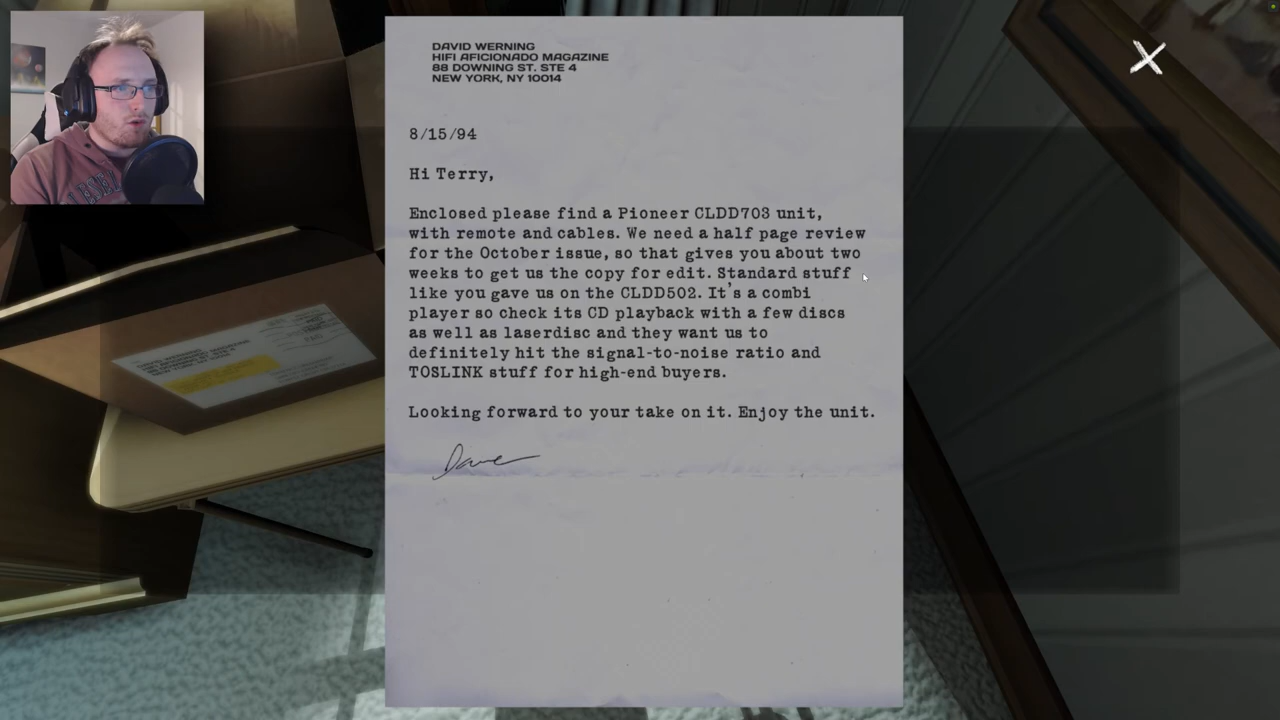 DAVID WERNING
HIFI AFICIONADO MAGAZINE
88 DOWNING ST. STE 4
NEW YORK, NY 10014
8/15/94
Hi Terry,
Enclosed please find a Pioneer CLDD703 unit,
with remote and cables. We need a half page review
for the October issue, so that gives you about two
weeks to get us the copy for edit. Standard stuff
like you gave us on the CLDD502. It's a combi
player so check its CD playback with a few discs
as well as laserdisc and they want us to
definitely hit the signal-to-noise ratio and
TOSLINK stuff for high-end buyers.
Looking forward to your take on it. Enjoy the unit.
Dave